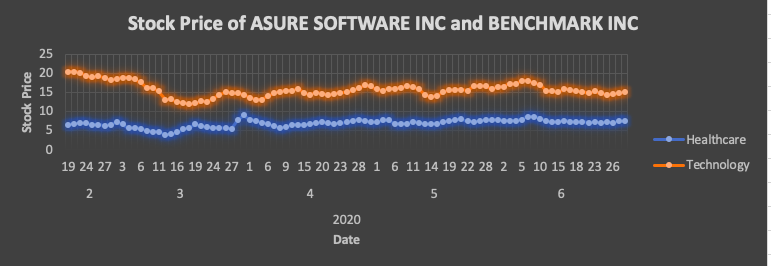 Stock Price of ASURE SOFTWARE INC and BENCHMARK INC
25
20
15
10
5
0
Stock Price
19 24 27 3 6 11 16 19 24 27 1 6 9 15 20 23 28 1 6 11 14 19 22 28 2 5 10 15 18 23 26
2 3 4 5 6
2020
Date
Healthcare
Technology